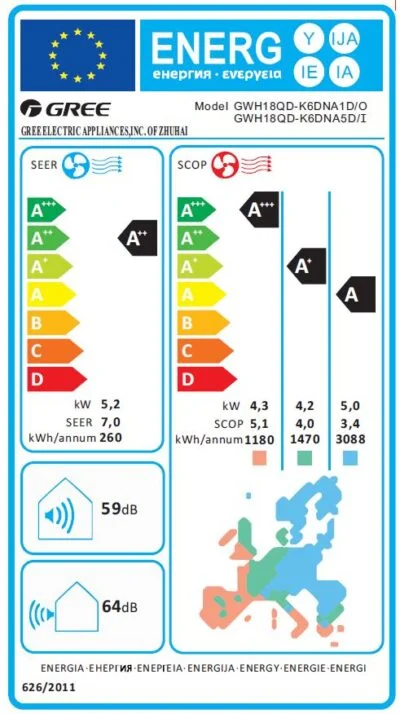 ENERG
енергия · ενεργεια
Y IJA
IE IA
GREE
GREE ELECTRIC APPLIANCES,INC. OF ZHUHAI
Model GWH18QD-K6DNA1D/O
GWH18QD-K6DNA5D/I
SEER
A+++
A++
A+
A
B
C
D
A++
kW 5,2
SEER 7,0
kWh/annum 260
SCOP
A+++
A++
A+
A
B
C
D
A+++
A+
A
kW 4,3 4,2 5,0
SCOP 5,1 4,0 3,4
kWh/annum 1180 1470 3088
59dB
64dB
ENERGIA · ЕНЕРГИЯ · ΕΝΕΡΓΕΙΑ · ENERGIJA · ENERGY · ENERGIE · ENERGI
626/2011